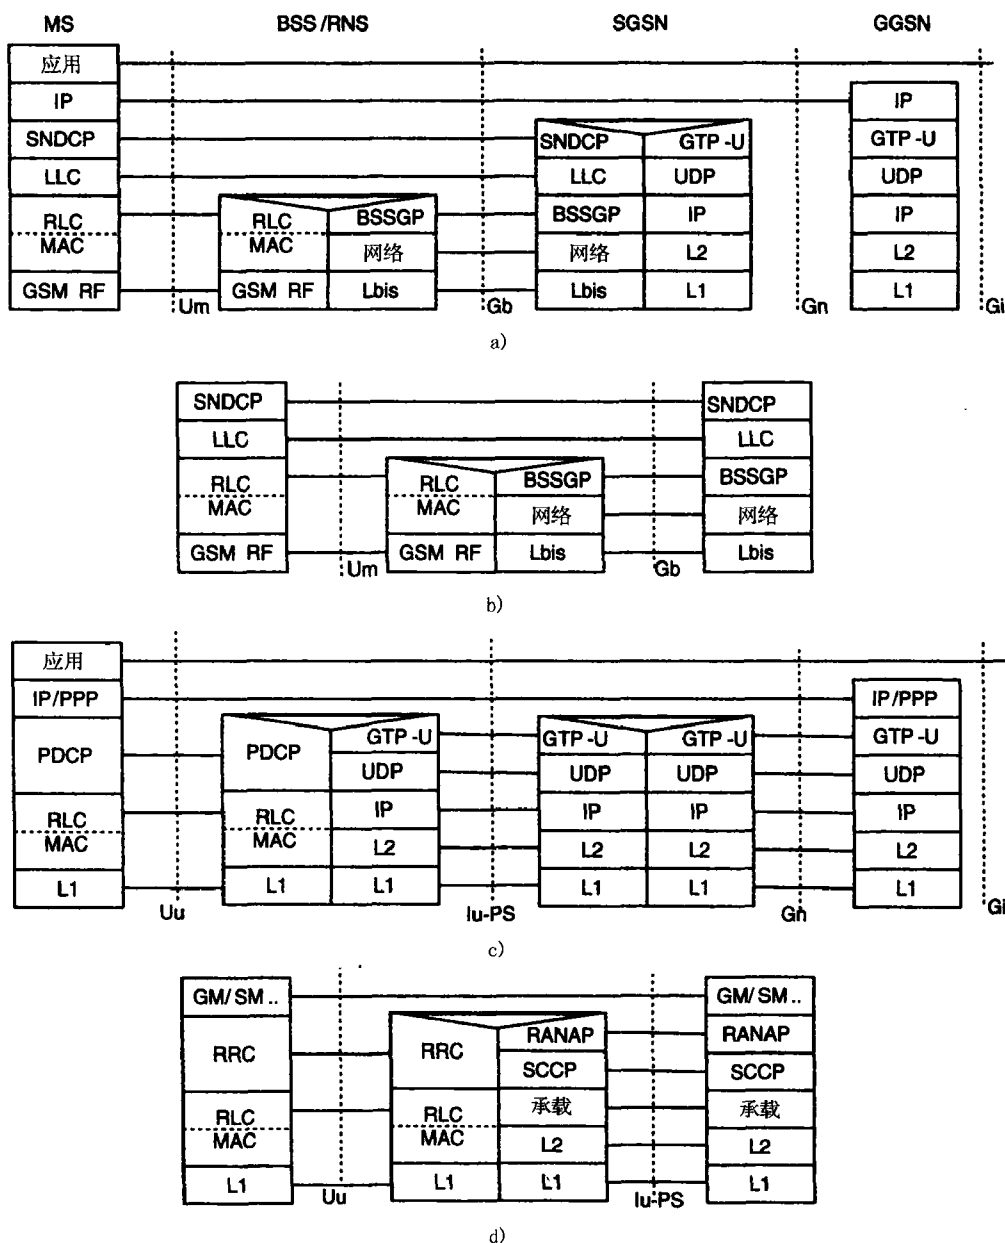 MS BSS/RNS SGSN GGSN
应用
IP IP
SNDCP SNDCP GTP-U GTP-U
LLC LLC UDP UDP
RLC RLC BSSGP BSSGP IP IP
MAC MAC 网络 网络 L2 L2
GSM RF GSM RF Lbis Lbis L1 L1
Um Gb Gn Gi
a)
SNDCP SNDCP
LLC LLC
RLC RLC BSSGP BSSGP
MAC MAC 网络 网络
GSM RF GSM RF Lbis Lbis
Um Gb
b)
应用
IP/PPP IP/PPP
PDCP PDCP GTP-U GTP-U GTP-U GTP-U
UDP UDP UDP UDP
RLC RLC IP IP IP IP
MAC MAC L2 L2 L2 L2
L1 L1 L1 L1 L1 L1
Uu Iu-PS Gn Gi
c)
GM/SM.. GM/SM..
RRC RRC RANAP RANAP
SCCP SCCP
RLC RLC 承载 承载
MAC MAC L2 L2
L1 L1 L1 L1
Uu Iu-PS
d)